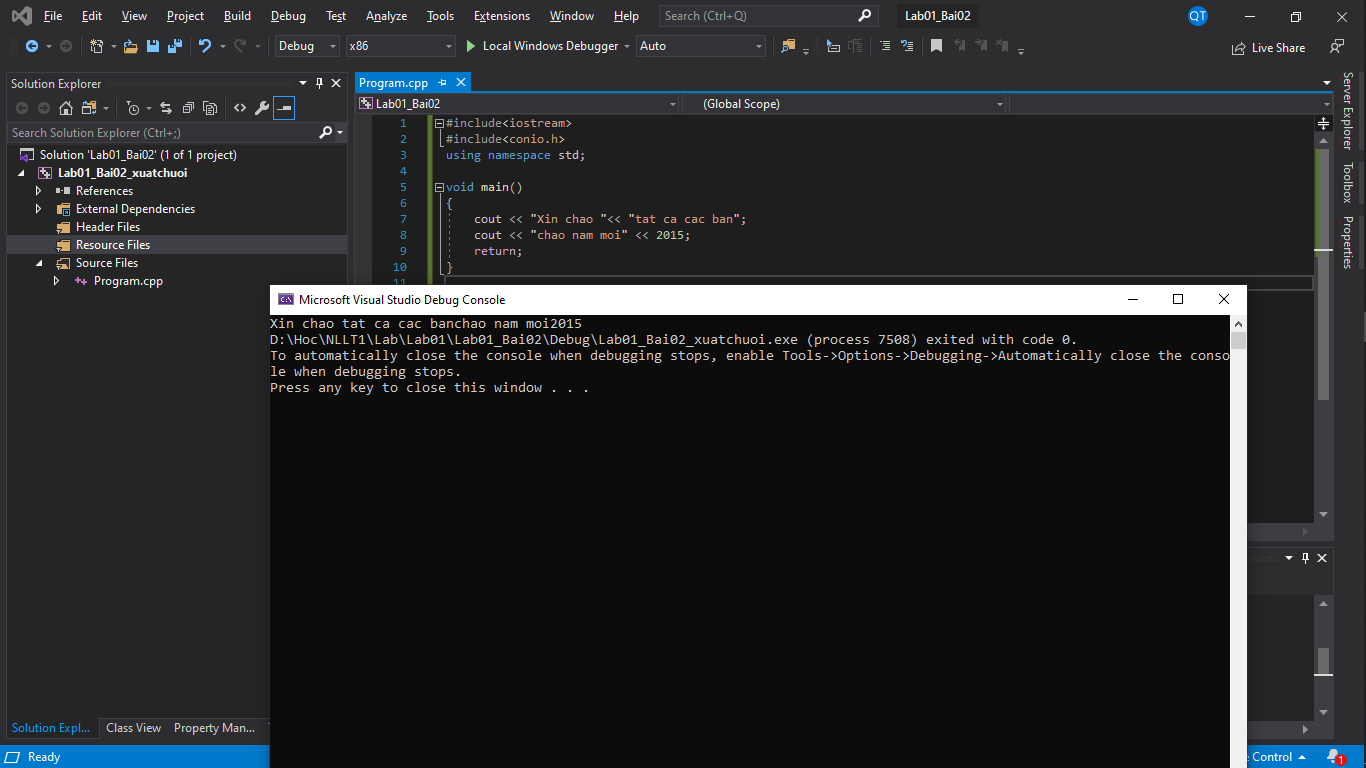 File Edit View Project Build Debug Test Analyze Tools Extensions Window Help Search (Ctrl+Q) Lab01_Bai02 QT
Debug x86 Local Windows Debugger Auto Live Share
Solution Explorer
Search Solution Explorer (Ctrl+;)
Solution 'Lab01_Bai02' (1 of 1 project)
Lab01_Bai02_xuatchuoi
References
External Dependencies
Header Files
Resource Files
Source Files
Program.cpp
Program.cpp
Lab01_Bai02 (Global Scope)
1 #include<iostream>
2 #include<conio.h>
3 using namespace std;
4
5 void main()
6 {
7 cout << "Xin chao "<< "tat ca cac ban";
8 cout << "chao nam moi" << 2015;
9 return;
10 }
11
Server Explorer
Toolbox
Properties
Microsoft Visual Studio Debug Console
Xin chao tat ca cac banchao nam moi2015
D:\Hoc\NLLT1\Lab\Lab01\Lab01_Bai02\Debug\Lab01_Bai02_xuatchuoi.exe (process 7508) exited with code 0.
To automatically close the console when debugging stops, enable Tools->Options->Debugging->Automatically close the conso
le when debugging stops.
Press any key to close this window . . .
Solution Expl... Class View Property Man...
Ready
Control 1